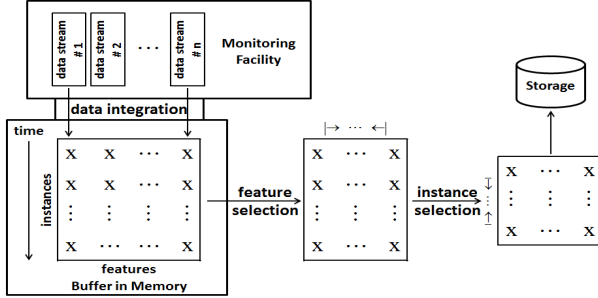 data stream
# 1
data stream
# 2
...
data stream
# n
Monitoring
Facility
data integration
time
instances
X X ... X
X X ... X
⋮ ⋮ ⋮ ⋮
X ... ... X
features
Buffer in Memory
feature
selection
|→ ... ←|
X ... X
X ... X
⋮ ⋮ ⋮
X ... X
instance
selection
X ... X
⋮ ⋮ ⋮
X ... X
Storage